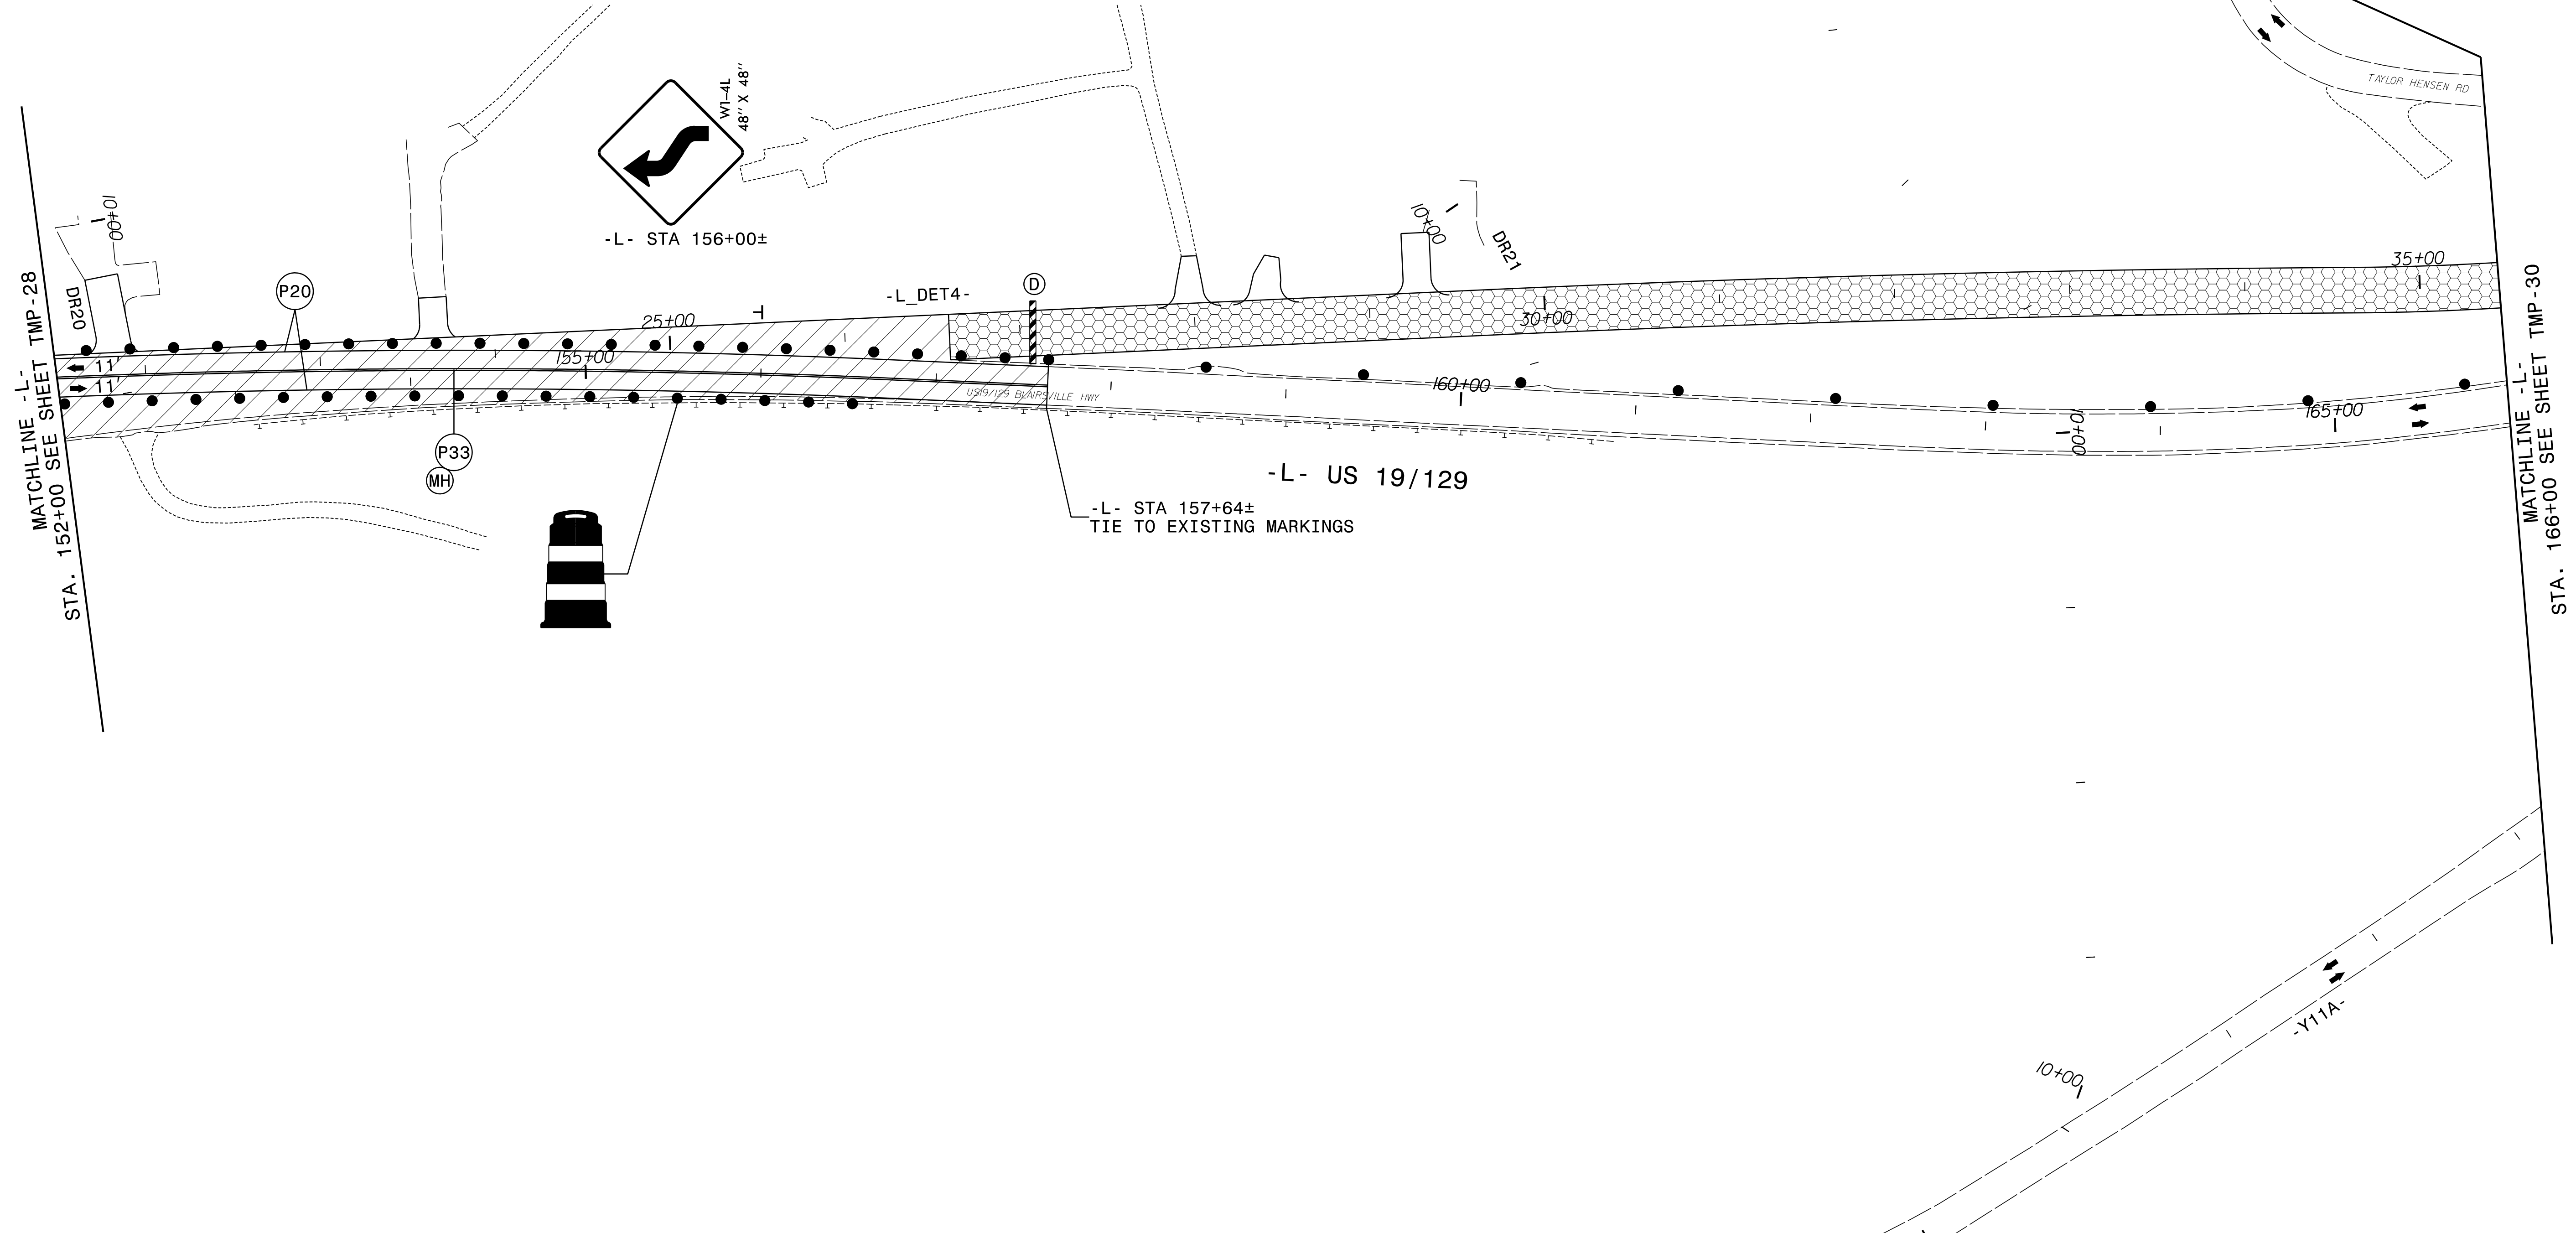 TAYLOR HENSEN RD
W1-4L
48" X 48"
-L- STA 156+00±
10+00
DR20
P20
10+00
DR21
MATCHLINE -L-
STA. 152+00 SEE SHEET TMP-28
25+00
-L_DET4-
D
30+00
35+00
11'
11'
155+00
US19/129 BLAIRSVILLE HWY
160+00
165+00
10+00
P33
MH
-L- US 19/129
-L- STA 157+64±
TIE TO EXISTING MARKINGS
MATCHLINE -L-
STA. 166+00 SEE SHEET TMP-30
-Y11A-
10+00